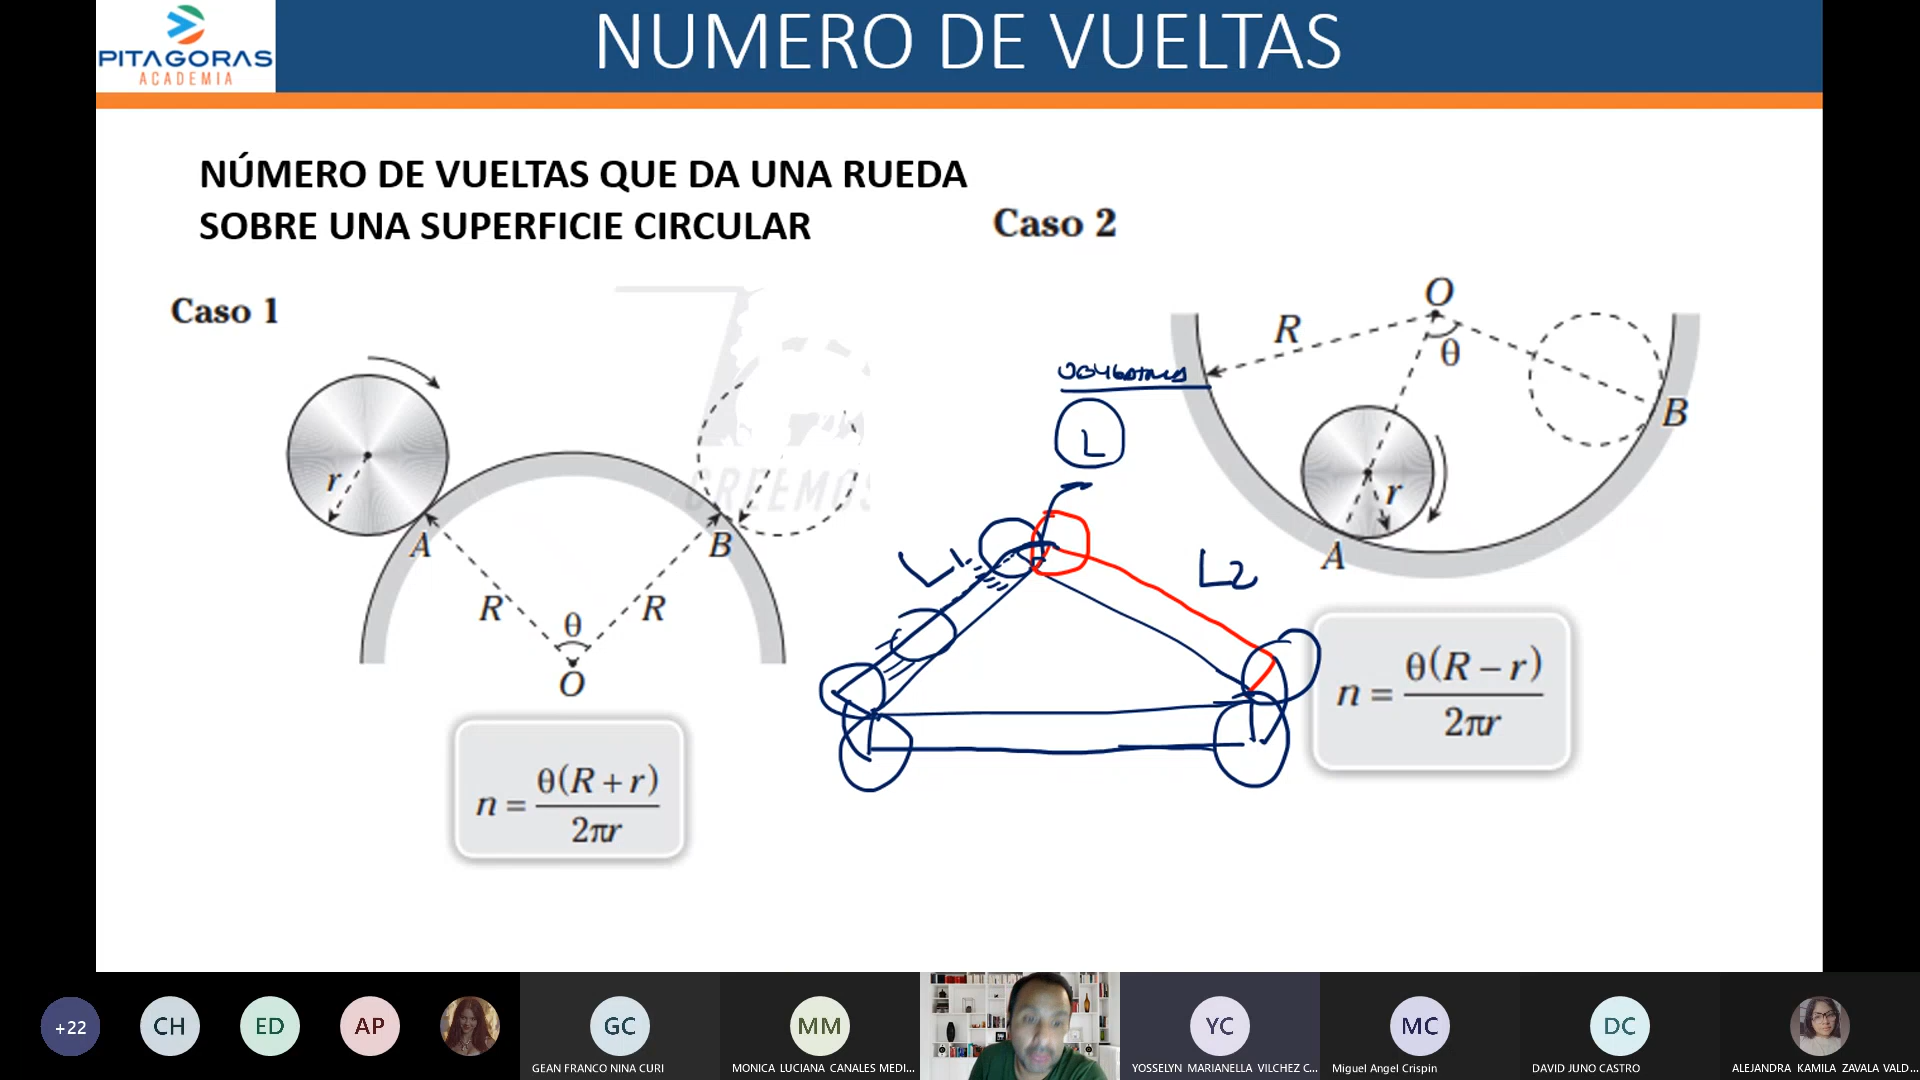 PITAGORAS
ACADEMIA
NUMERO DE VUELTAS
NÚMERO DE VUELTAS QUE DA UNA RUEDA
SOBRE UNA SUPERFICIE CIRCULAR
Caso 1
r
A
B
R
R
θ
O
n = θ(R + r) / 2πr
CREEMOS
L
L1
L2
Caso 2
O
R
θ
B
r
A
n = θ(R – r) / 2πr
+22
CH
ED
AP
GC
GEAN FRANCO NINA CURI
MM
MONICA LUCIANA CANALES MEDI...
YC
YOSSELYN MARIANELLA VILCHEZ C...
MC
Miguel Angel Crispin
DC
DAVID JUNO CASTRO
ALEJANDRA KAMILA ZAVALA VALD...